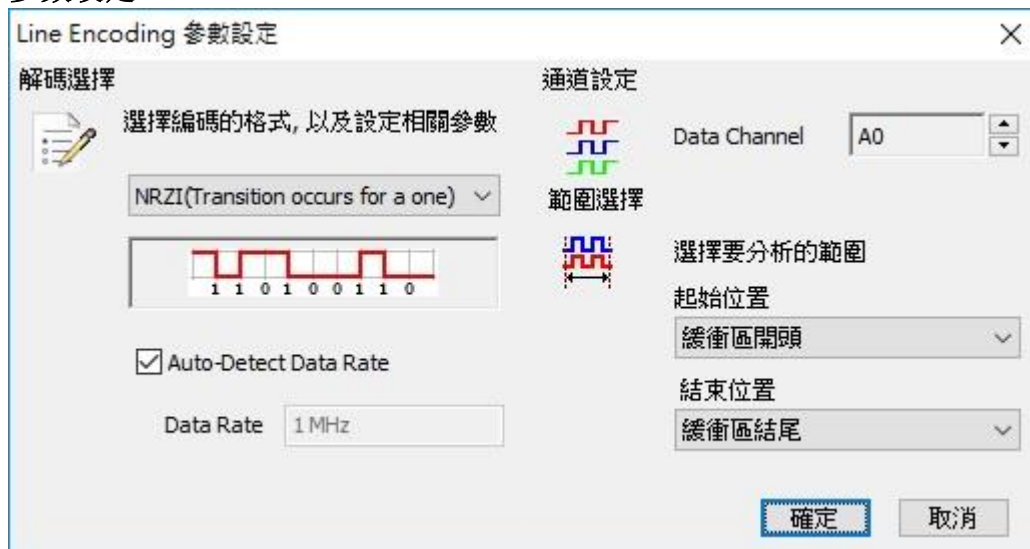 Line Encoding 參數設定
解碼選擇
選擇編碼的格式, 以及設定相關參數
NRZI(Transition occurs for a one)
1 1 0 1 0 0 1 1 0
Auto-Detect Data Rate
Data Rate 1 MHz
通道設定
Data Channel A0
範圍選擇
選擇要分析的範圍
起始位置
緩衝區開頭
結束位置
緩衝區結尾
確定 取消